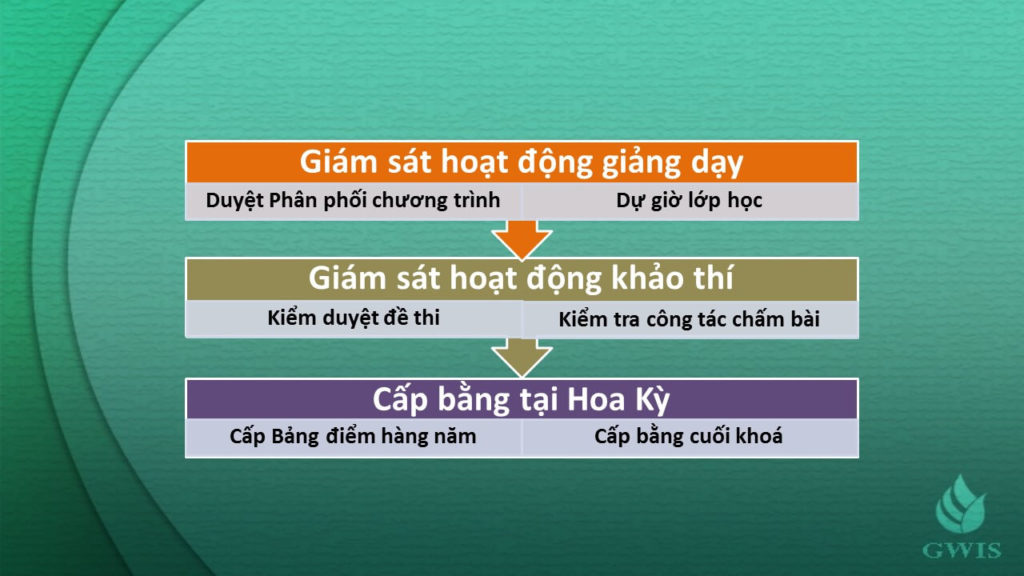 Giám sát hoạt động giảng dạy
Duyệt Phân phối chương trình
Dự giờ lớp học
Giám sát hoạt động khảo thí
Kiểm duyệt đề thi
Kiểm tra công tác chấm bài
Cấp bằng tại Hoa Kỳ
Cấp Bảng điểm hàng năm
Cấp bằng cuối khoá
GWIS